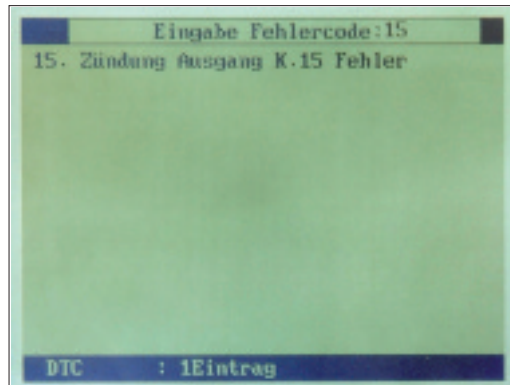 Eingabe Fehlercode:15
15. Zündung Ausgang K.15 Fehler
DTC : 1Eintrag